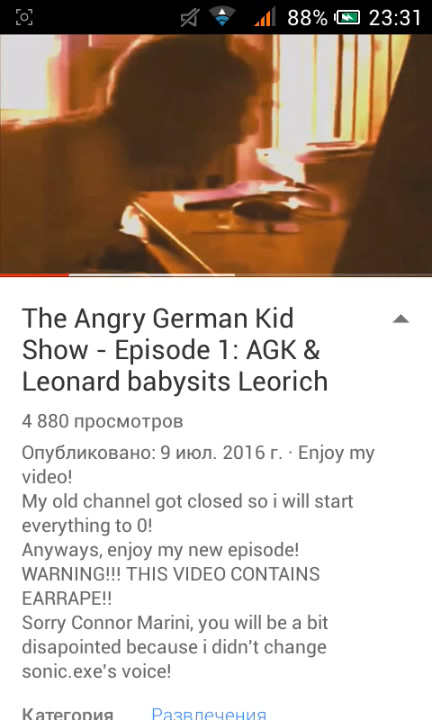 88% 23:31
The Angry German Kid
Show - Episode 1: AGK &
Leonard babysits Leorich
4 880 просмотров
Опубликовано: 9 июл. 2016 г. · Enjoy my
video!
My old channel got closed so i will start
everything to 0!
Anyways, enjoy my new episode!
WARNING!!! THIS VIDEO CONTAINS
EARRAPE!!
Sorry Connor Marini, you will be a bit
disapointed because i didn't change
sonic.exe's voice!
Категория Развлечения